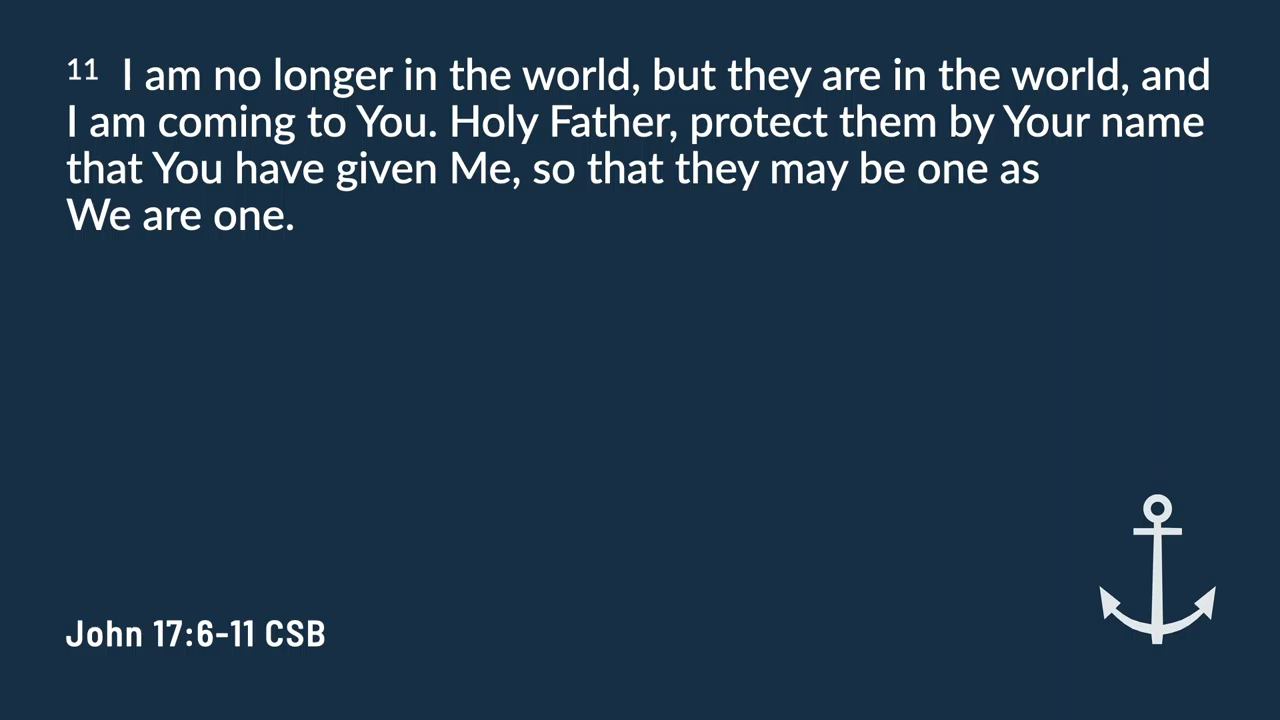 11 I am no longer in the world, but they are in the world, and
I am coming to You. Holy Father, protect them by Your name
that You have given Me, so that they may be one as
We are one.
John 17:6-11 CSB